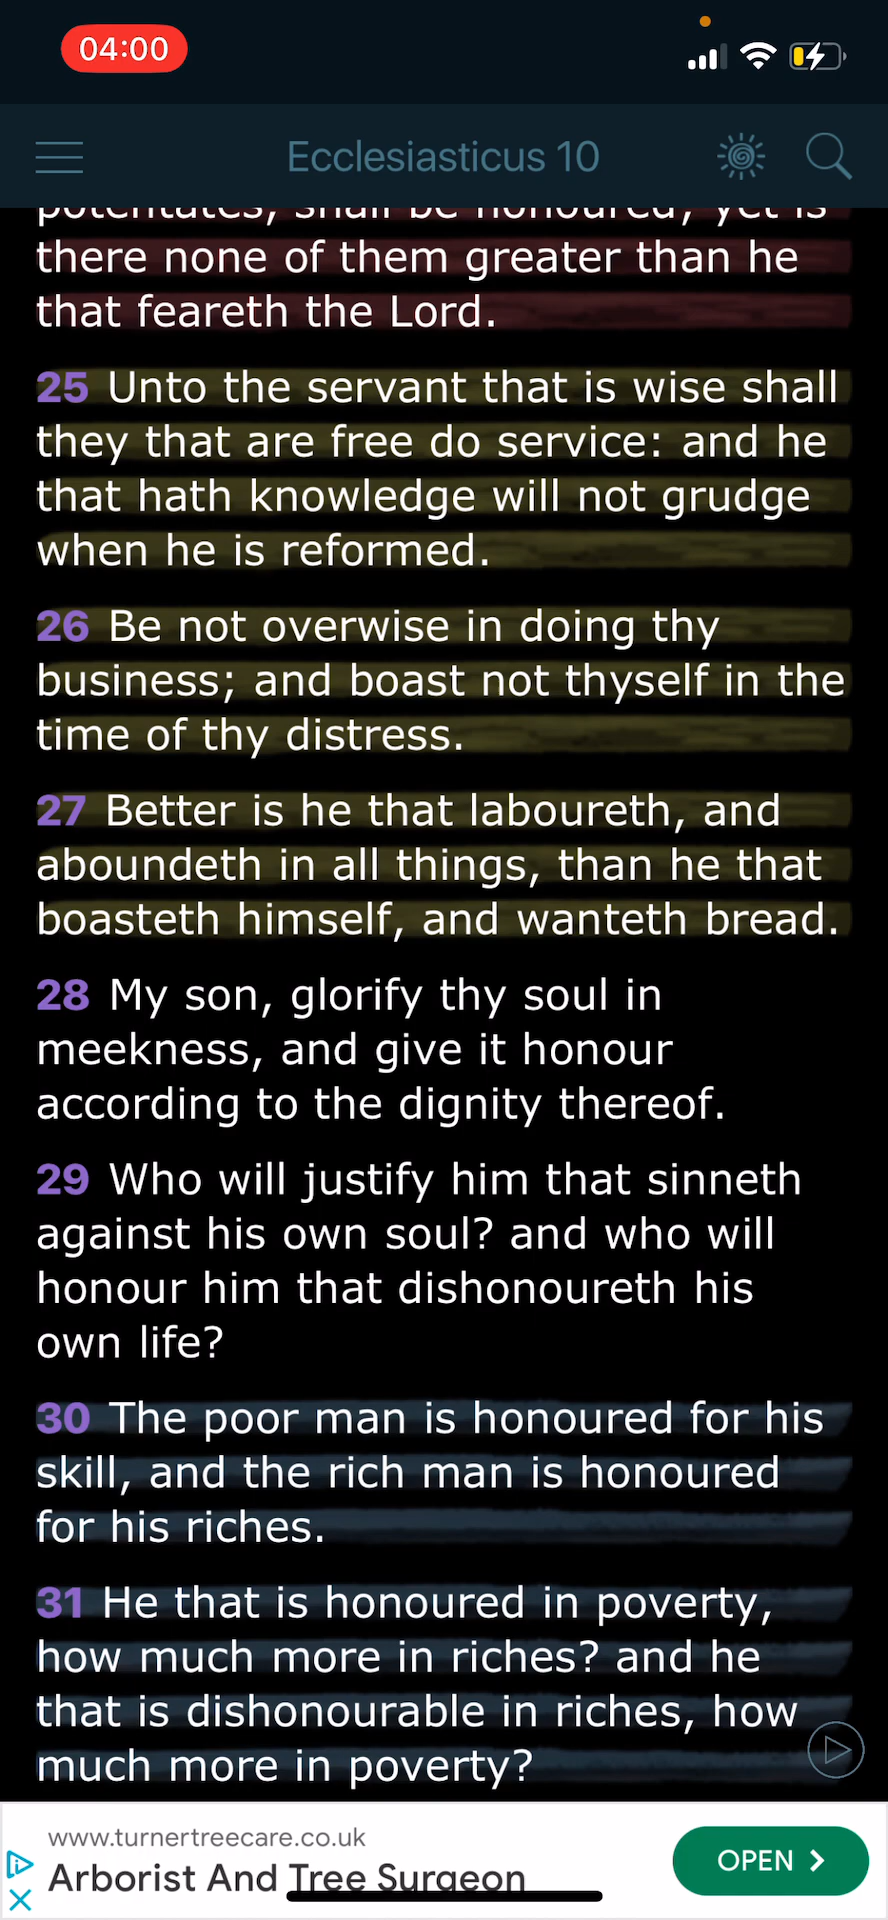 04:00
Ecclesiasticus 10
potentates, shall be honoured; yet is
there none of them greater than he
that feareth the Lord.
25 Unto the servant that is wise shall
they that are free do service: and he
that hath knowledge will not grudge
when he is reformed.
26 Be not overwise in doing thy
business; and boast not thyself in the
time of thy distress.
27 Better is he that laboureth, and
aboundeth in all things, than he that
boasteth himself, and wanteth bread.
28 My son, glorify thy soul in
meekness, and give it honour
according to the dignity thereof.
29 Who will justify him that sinneth
against his own soul? and who will
honour him that dishonoureth his
own life?
30 The poor man is honoured for his
skill, and the rich man is honoured
for his riches.
31 He that is honoured in poverty,
how much more in riches? and he
that is dishonourable in riches, how
much more in poverty?
www.turnertreecare.co.uk
Arborist And Tree Surgeon
OPEN